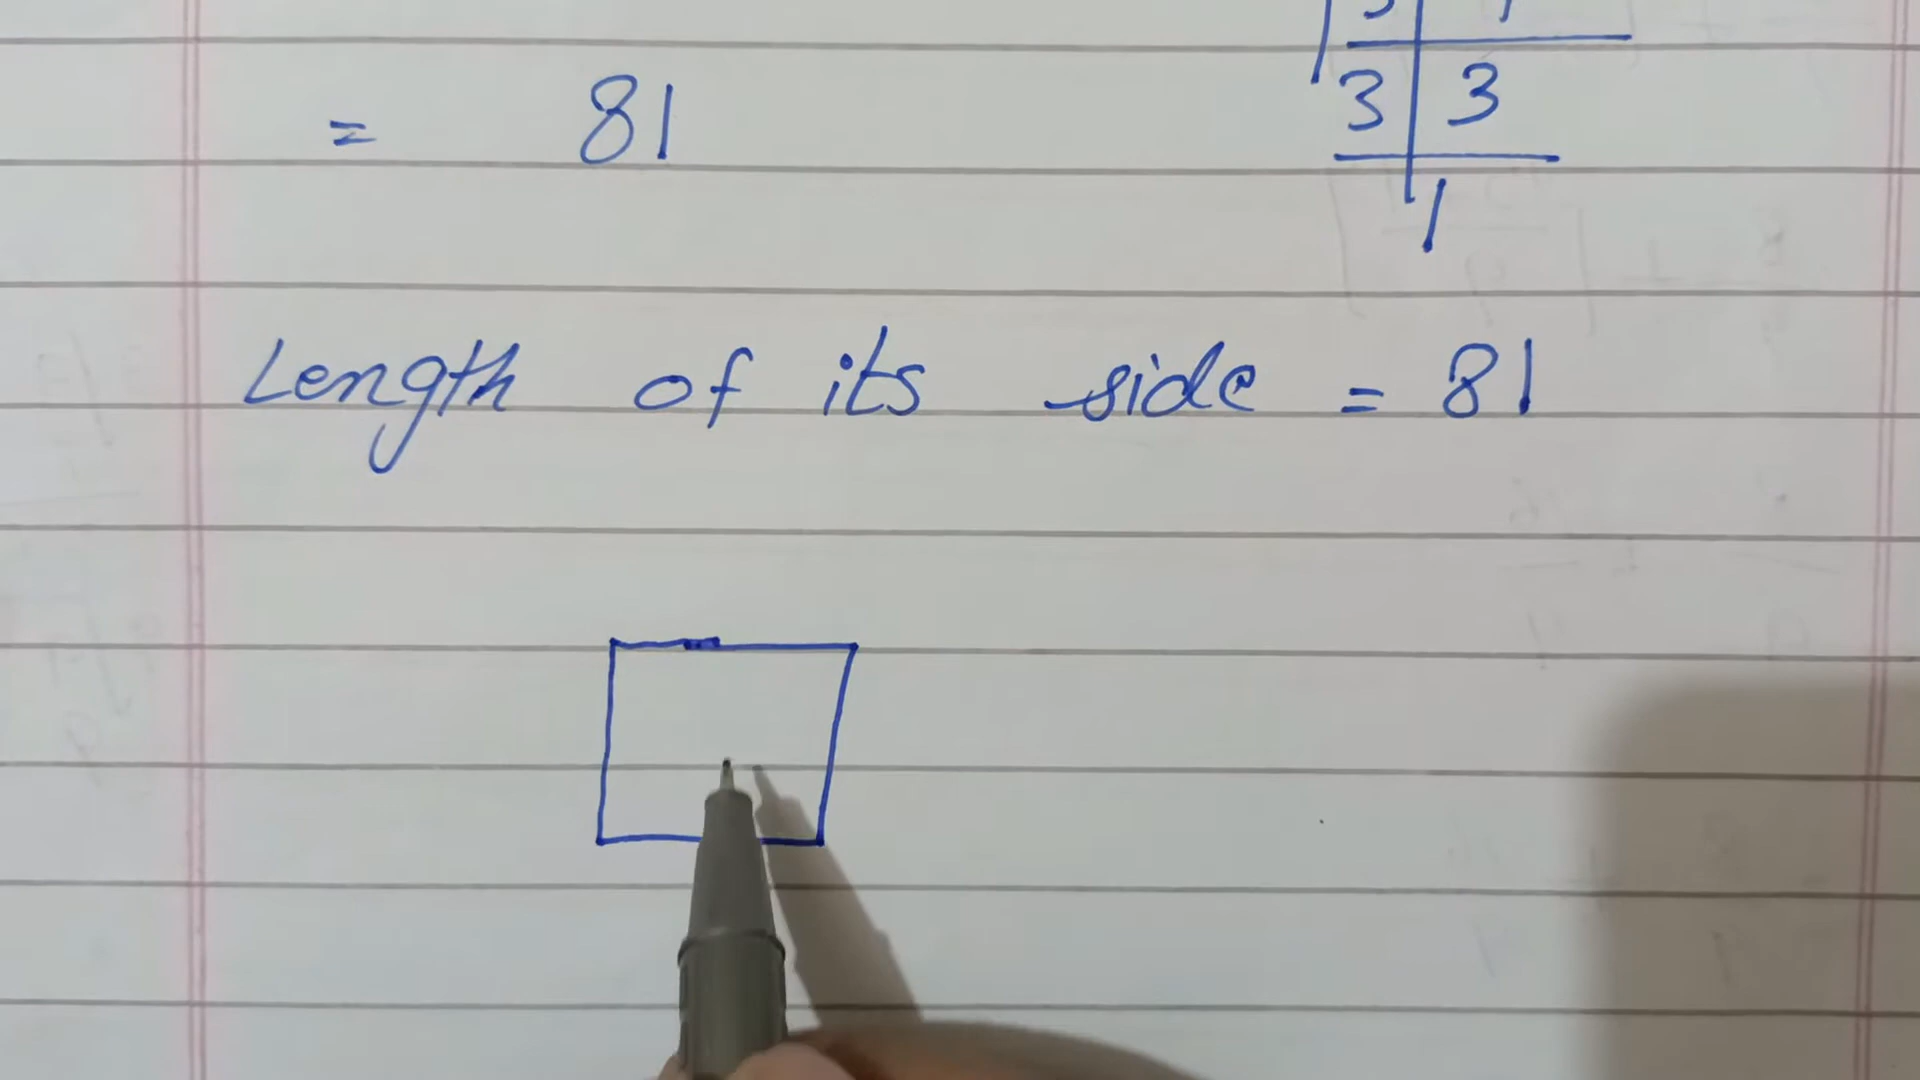 = 81
3 3
1
Length of its side = 81